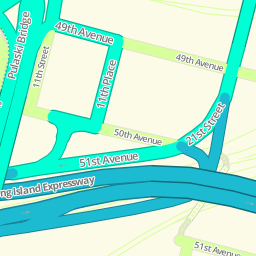 Pulaski Bridge
49th Avenue
11th Street
49th Avenue
11th Place
21st Street
50th Avenue
51st Avenue
ng Island Expressway
51st Avenue